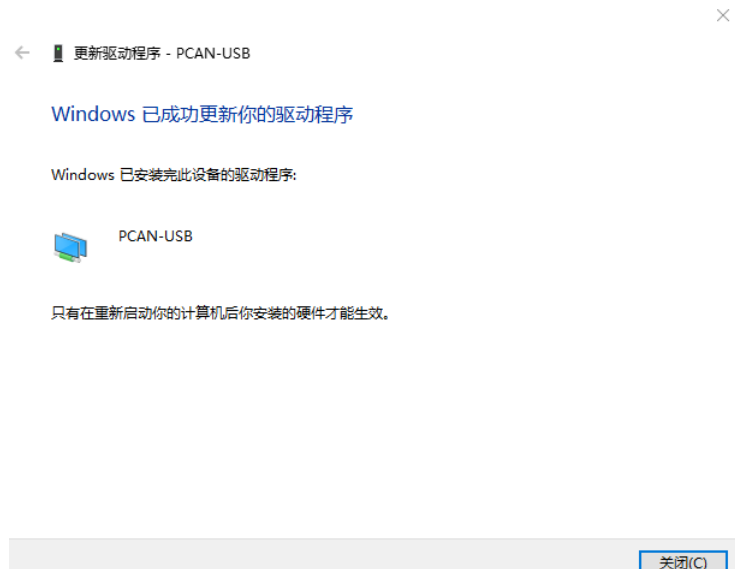 更新驱动程序 - PCAN-USB
Windows 已成功更新你的驱动程序
Windows 已安装完此设备的驱动程序:
PCAN-USB
只有在重新启动你的计算机后你安装的硬件才能生效。
关闭(C)